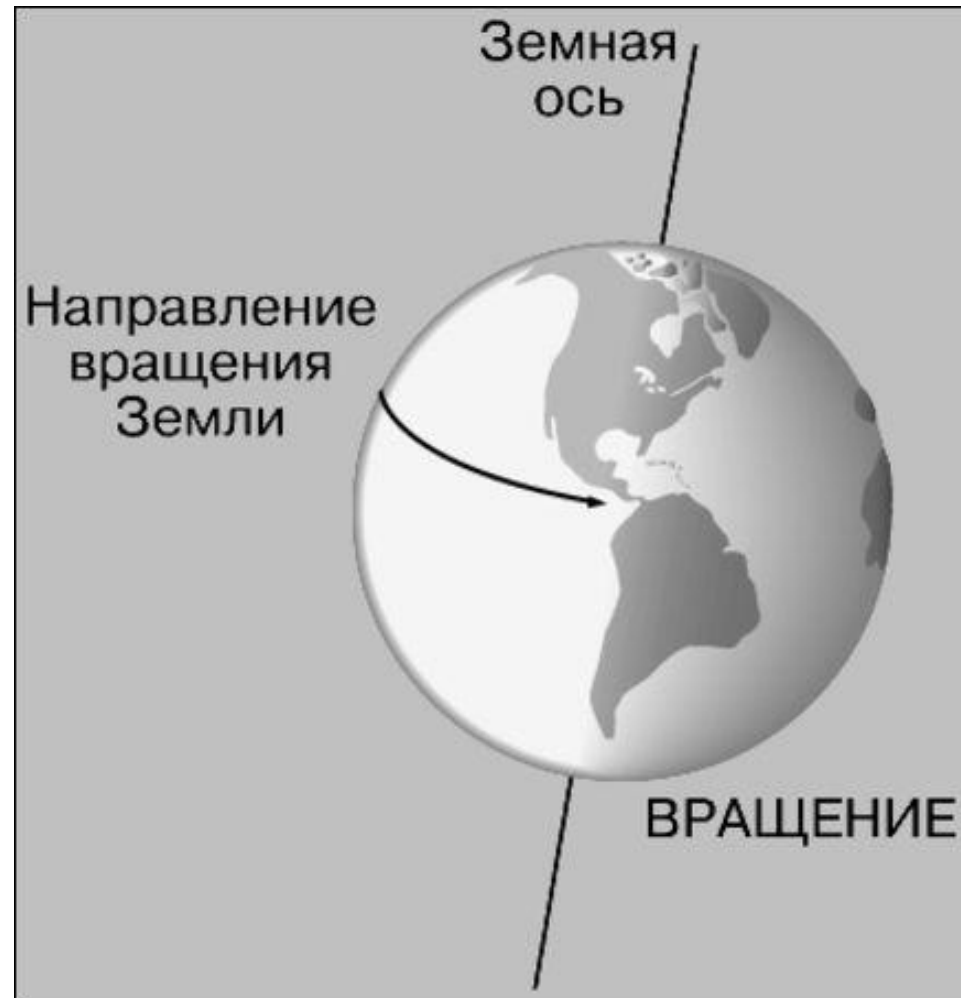 Земная
ось
Направление
вращения
Земли
ВРАЩЕНИЕ